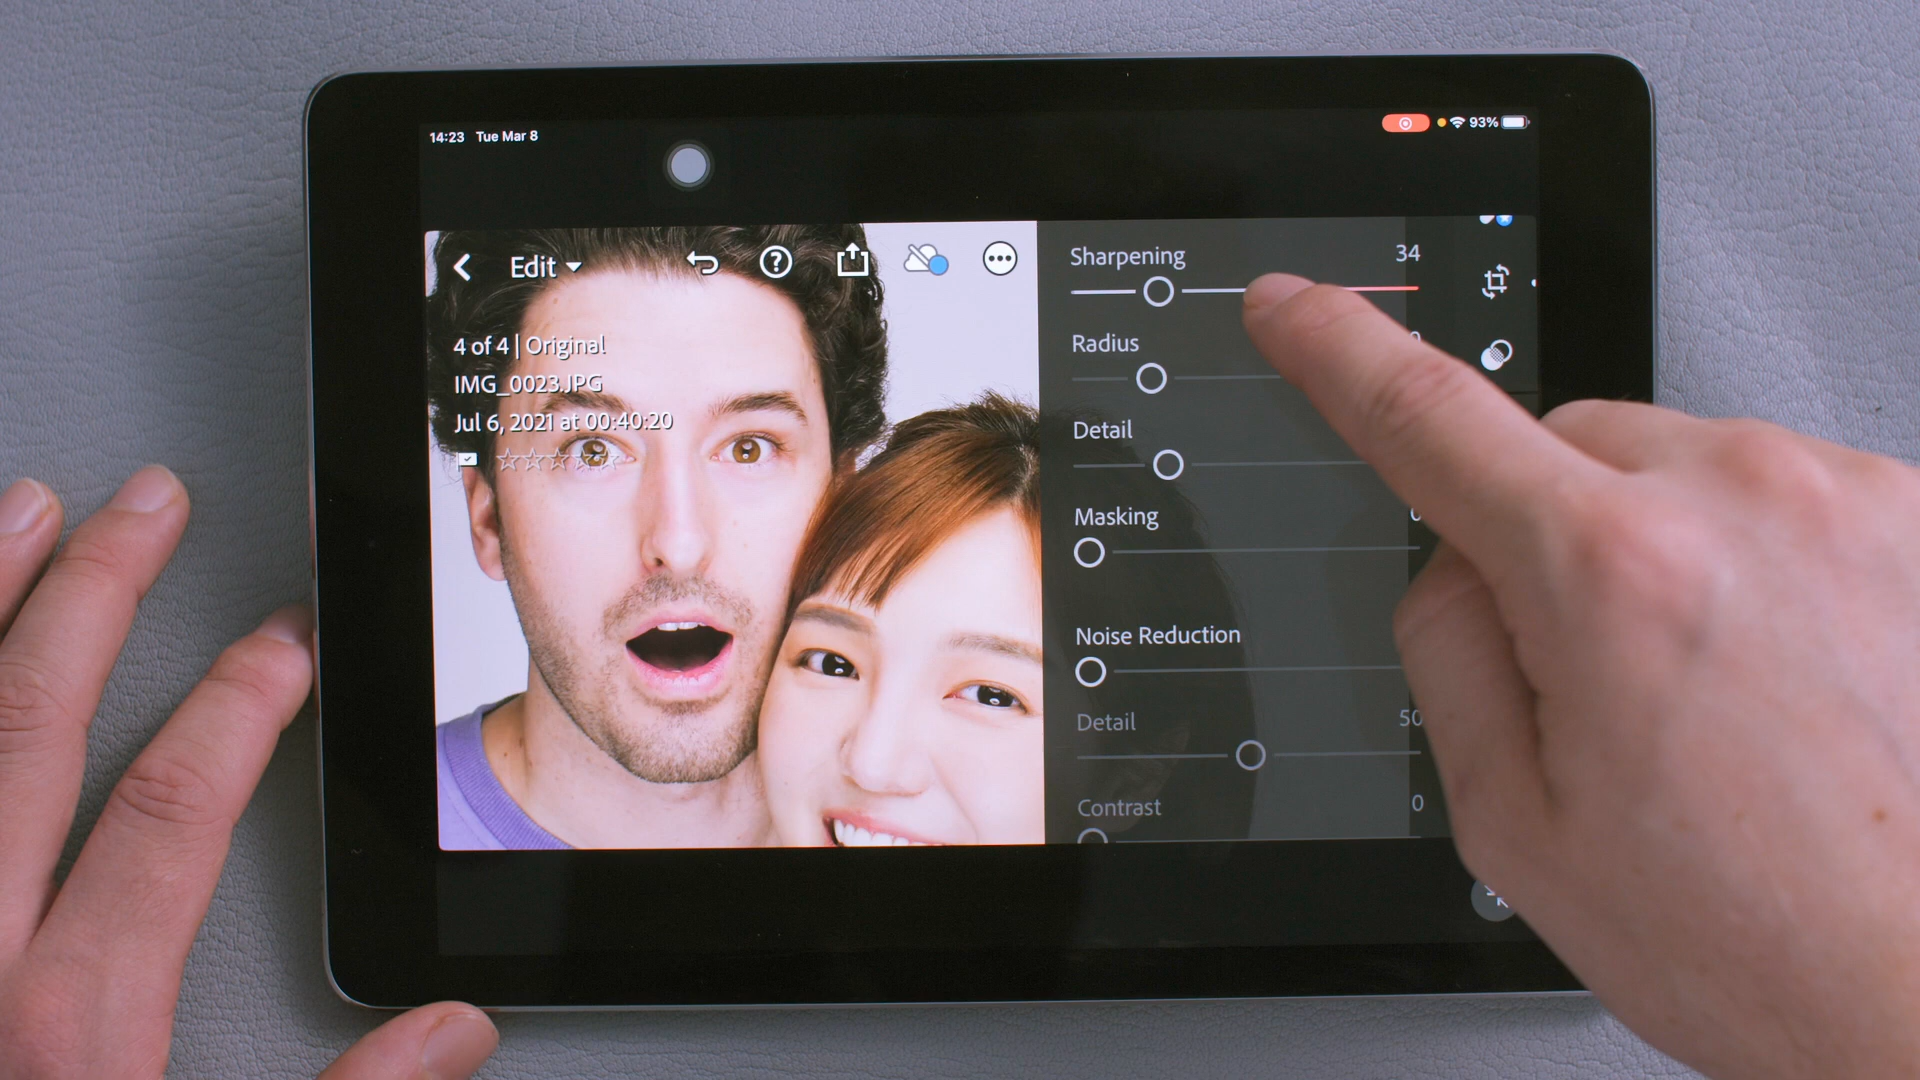 14:23 Tue Mar 8
93%
Edit
4 of 4 | Original
IMG_0023.JPG
Jul 6, 2021 at 00:40:20
Sharpening 34
Radius
Detail
Masking 0
Noise Reduction
Detail 50
Contrast 0